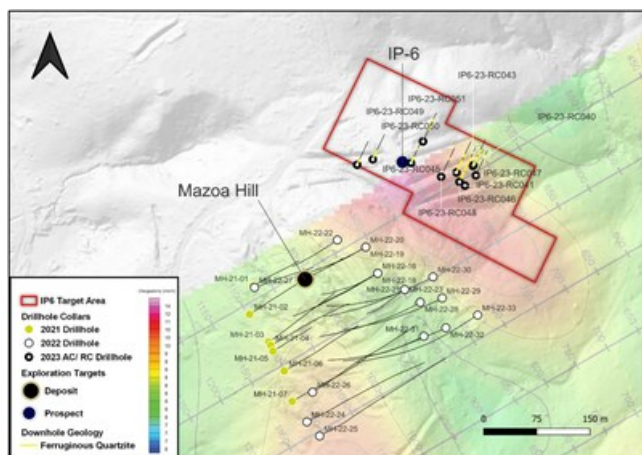 IP-6
IP6-23-RC043
IP6-23-RC051
IP6-23-RC049
IP6-23-RC040
IP6-23-RC050
IP6-23-RC045
IP6-23-RC047
IP6-23-RC041
IP6-23-RC046
IP6-23-RC048
Mazoa Hill
MH-22-22
MH-22-20
MH-22-19
MH-21-01
MH-22-27
MH-22-16
MH-22-30
MH-22-18
MH-22-23
MH-22-29
MH-21-02
MH-22-28
MH-22-33
MH-21-03
MH-21-04
MH-22-31
MH-22-32
MH-21-05
MH-21-06
MH-22-26
MH-21-07
MH-22-24
MH-22-25
IP6 Target Area
Drillhole Collars
2021 Drillhole
2022 Drillhole
2023 AC/ RC Drillhole
Exploration Targets
Deposit
Prospect
Downhole Geology
Ferruginous Quartzite
0 75 150 m